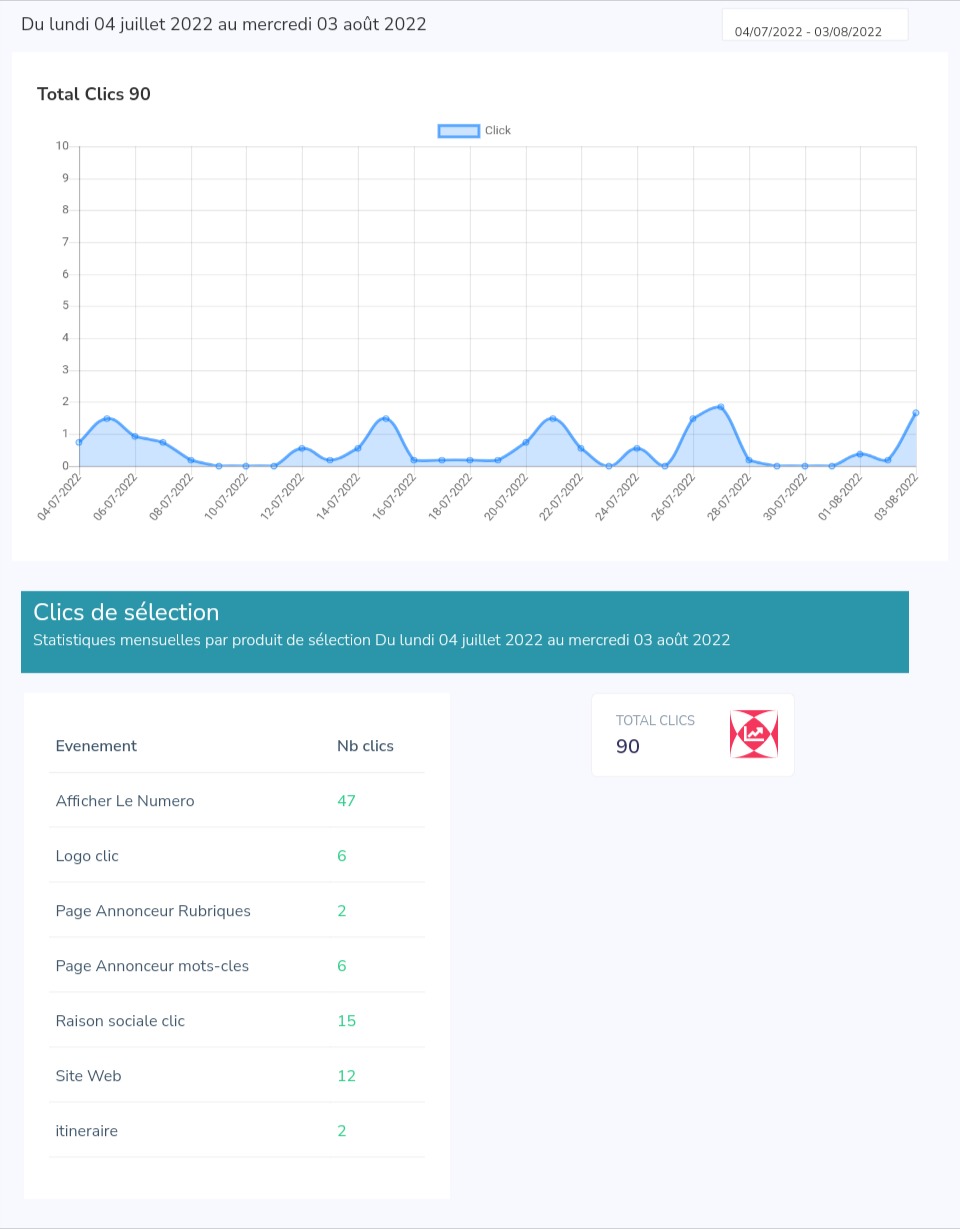 Du lundi 04 juillet 2022 au mercredi 03 août 2022
04/07/2022 - 03/08/2022
Total Clics 90
Click
10
9
8
7
6
5
4
3
2
1
0
04-07-2022
06-07-2022
08-07-2022
10-07-2022
12-07-2022
14-07-2022
16-07-2022
18-07-2022
20-07-2022
22-07-2022
24-07-2022
26-07-2022
28-07-2022
30-07-2022
01-08-2022
03-08-2022
Clics de sélection
Statistiques mensuelles par produit de sélection Du lundi 04 juillet 2022 au mercredi 03 août 2022
Evenement Nb clics
Afficher Le Numero 47
Logo clic 6
Page Annonceur Rubriques 2
Page Annonceur mots-cles 6
Raison sociale clic 15
Site Web 12
itineraire 2
TOTAL CLICS
90